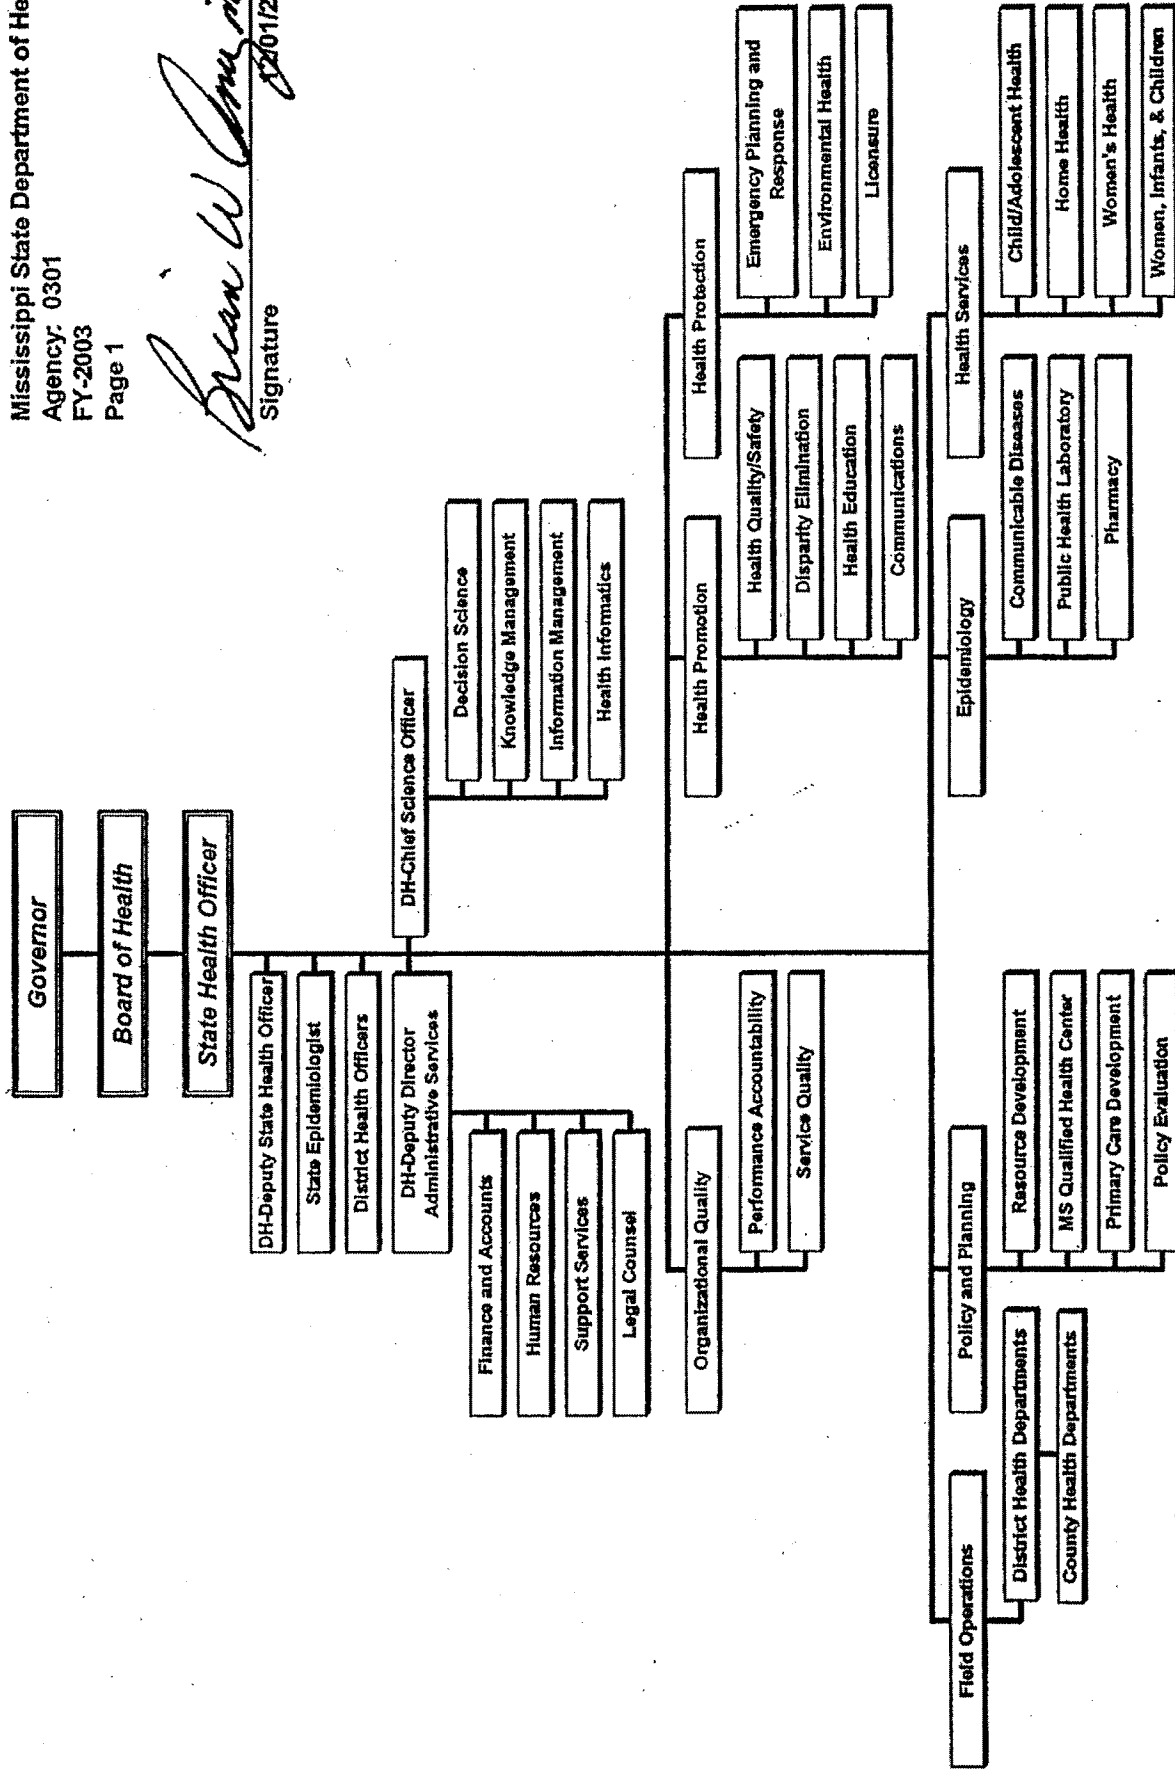 Mississippi State Department of He
Agency: 0301
FY-2003
Page 1
Brian W
12/01/2
Signature
Governor
Board of Health
State Health Officer
DH-Deputy State Health Officer
State Epidemiologist
District Health Officers
DH-Deputy Director
Administrative Services
Finance and Accounts
Human Resources
Support Services
Legal Counsel
DH-Chief Science Officer
Decision Science
Knowledge Management
Information Management
Health Informatics
Organizational Quality
Performance Accountability
Service Quality
Health Promotion
Health Quality/Safety
Disparity Elimination
Health Education
Communications
Health Protection
Emergency Planning and
Response
Environmental Health
Licensure
Field Operations
District Health Departments
County Health Departments
Policy and Planning
Resource Development
MS Qualified Health Center
Primary Care Development
Policy Evaluation
Epidemiology
Communicable Diseases
Public Health Laboratory
Pharmacy
Health Services
Child/Adolescent Health
Home Health
Women's Health
Women, Infants, & Children